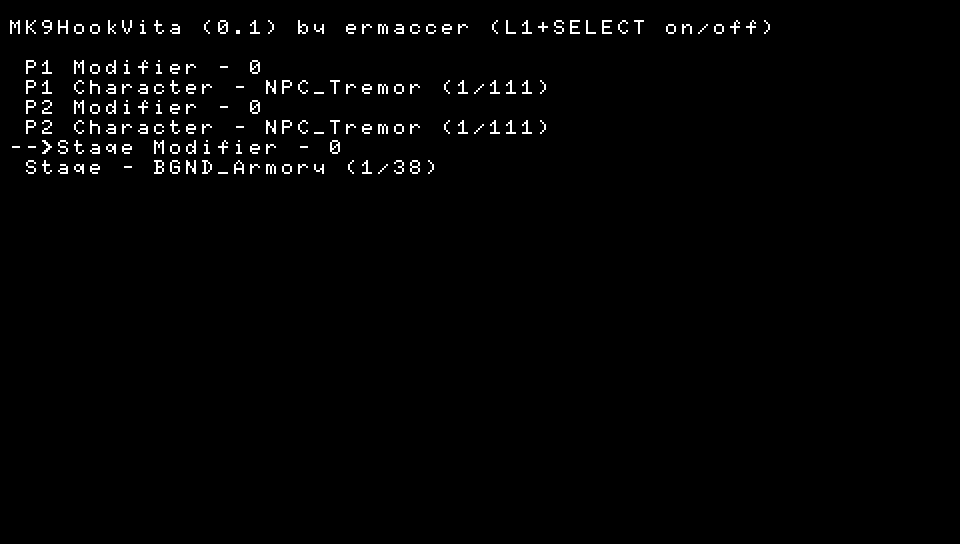 MK9HookVita (0.1) by ermaccer (L1+SELECT on/off)
P1 Modifier - 0
P1 Character - NPC_Tremor (1/111)
P2 Modifier - 0
P2 Character - NPC_Tremor (1/111)
-->Stage Modifier - 0
Stage - BGND_Armory (1/38)